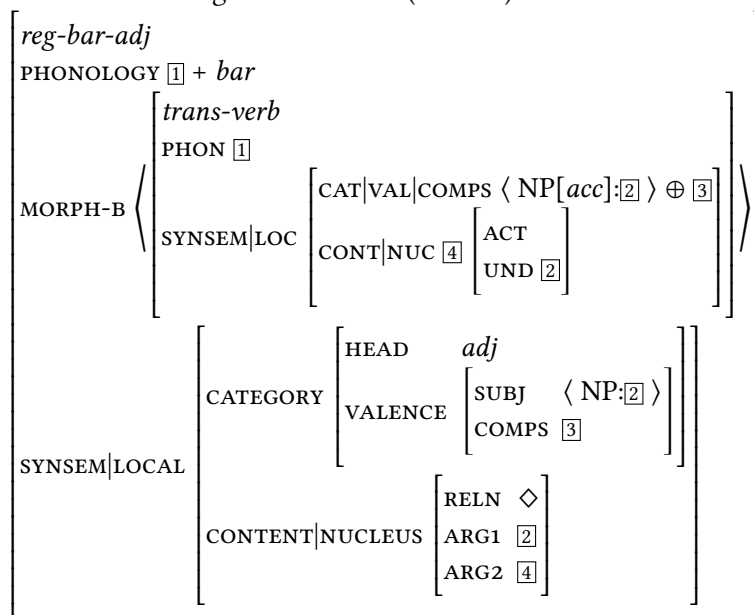 reg-bar-adj
PHONOLOGY 1 + bar
trans-verb
PHON 1
MORPH-B ⟨ SYNSEM|LOC CAT|VAL|COMPS ⟨ NP[acc]:2 ⟩ ⊕ 3 ⟩
CONT|NUC 4 ACT
UND 2
SYNSEM|LOCAL CATEGORY HEAD adj
VALENCE SUBJ ⟨ NP:2 ⟩
COMPS 3
CONTENT|NUCLEUS RELN ◇
ARG1 2
ARG2 4